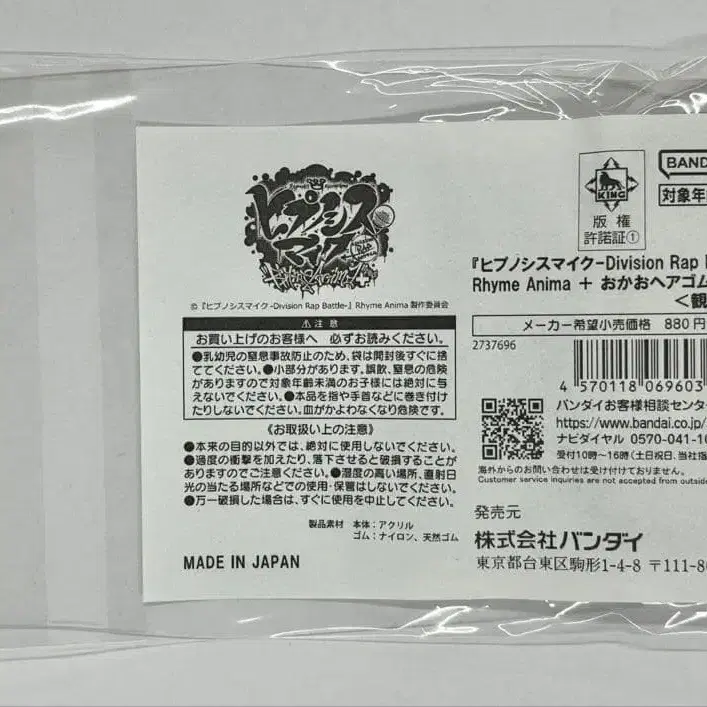 ヒプノシスマイク
DIVISION RAP BATTLE
Rhyme Anima +
©『ヒプノシスマイク-Division Rap Battle-』Rhyme Anima 製作委員会
⚠ 注意
お買い上げのお客様へ 必ずお読みください。
●乳幼児の窒息事故防止のため、袋は開封後すぐに捨
ててください。●小部分があります。誤飲、窒息の危険
がありますので対象年齢未満のお子様には絶対に与
えないでください。●本品を指や手首などに巻き付け
たりしないでください。血がかよわなくなり危険です。
《お取扱い上の注意》
●本来の目的以外では、絶対に使用しないでください。
●過度の衝撃を加えたり、落下させると破損することが
ありますのでご注意ください。●湿度の高い場所、直射日
光の当たる場所などでの使用・保管はしないでください。
●万一破損した場合は、すぐに使用を中止してください。
製品素材 本体:アクリル
ゴム:ナイロン、天然ゴム
MADE IN JAPAN
KING
版権
許諾証①
BAND
対象年
『ヒプノシスマイク-Division Rap
Rhyme Anima + おかおヘアゴム
<観
メーカー希望小売価格 880円
2737696
4 570118 069603
バンダイお客様相談センタ
https://www.bandai.co.jp/
ナビダイヤル 0570-041-10
受付10時~16時(土日祝日、当社指
海外からのお問い合わせは受け付けておりません。
Customer service inquiries are not accepted from outside
発売元
株式会社バンダイ
東京都台東区駒形1-4-8 〒111-8